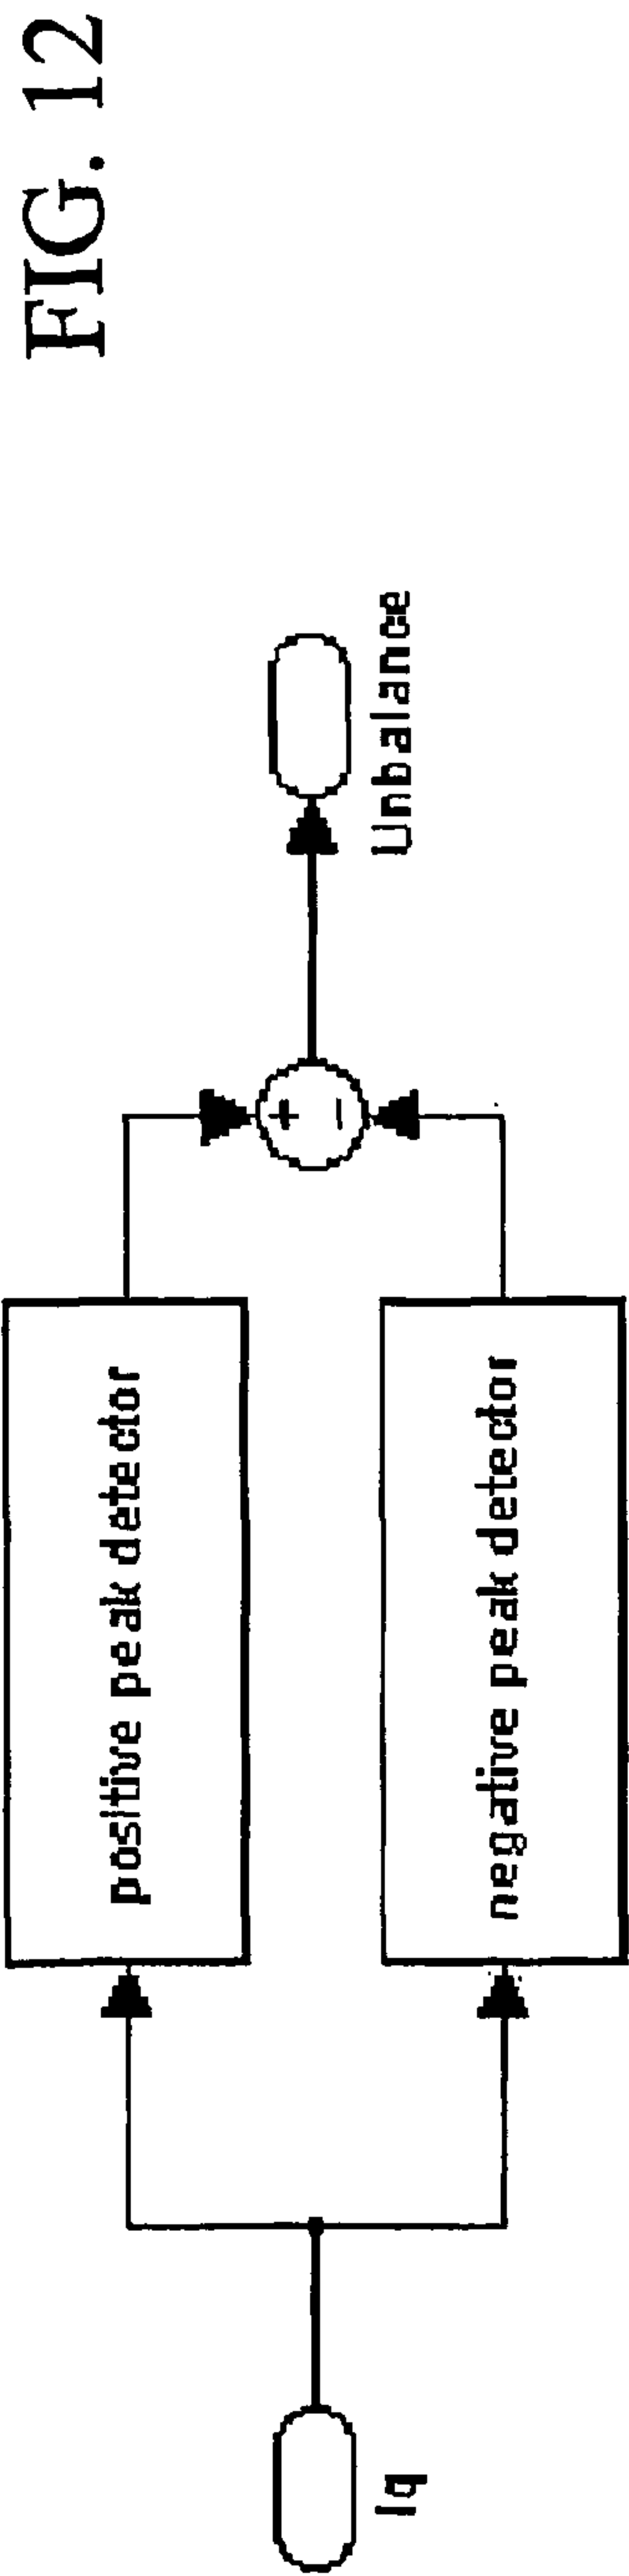 FIG. 12
Iq
positive peak detector
negative peak detector
+
−
Unbalance